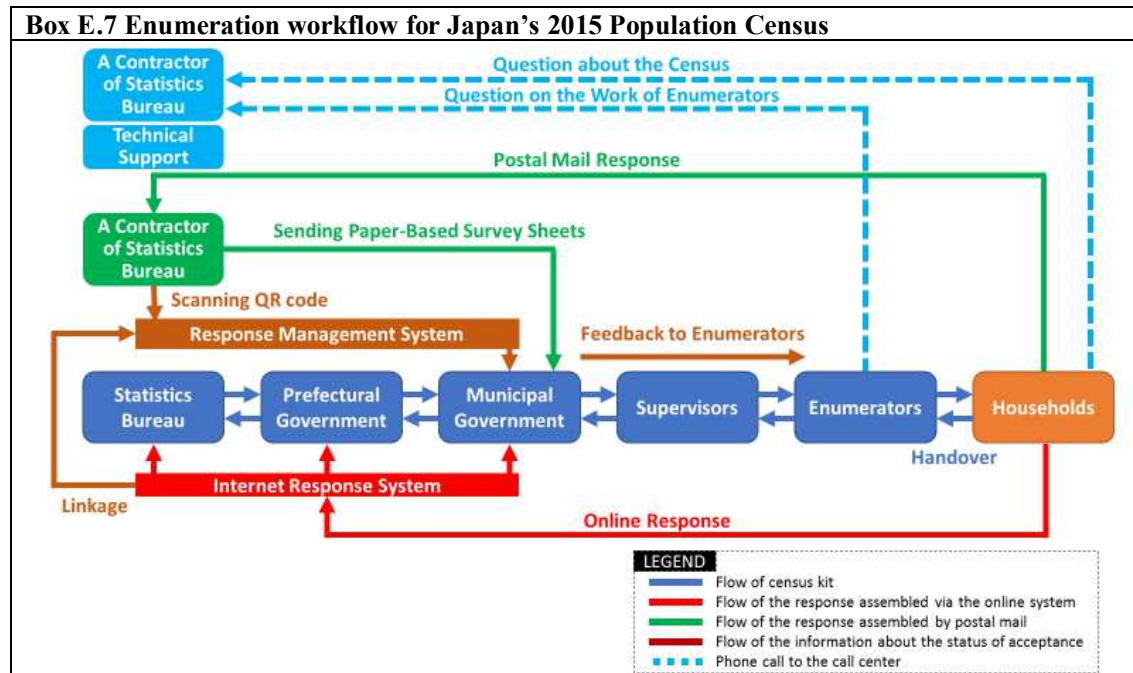 Box E.7 Enumeration workflow for Japan's 2015 Population Census
A Contractor
of Statistics
Bureau
Question about the Census
Question on the Work of Enumerators
Technical
Support
Postal Mail Response
A Contractor
of Statistics
Bureau
Sending Paper-Based Survey Sheets
Scanning QR code
Response Management System
Feedback to Enumerators
Statistics
Bureau
Prefectural
Government
Municipal
Government
Supervisors
Enumerators
Households
Handover
Internet Response System
Linkage
Online Response
LEGEND
Flow of census kit
Flow of the response assembled via the online system
Flow of the response assembled by postal mail
Flow of the information about the status of acceptance
Phone call to the call center